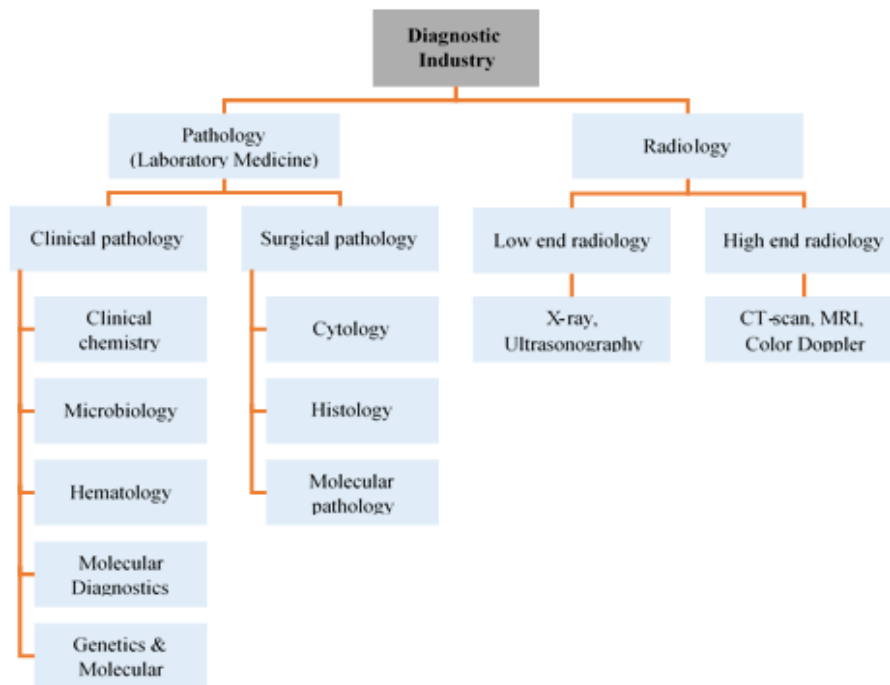 Diagnostic
Industry
Pathology
(Laboratory Medicine)
Radiology
Clinical pathology
Surgical pathology
Low end radiology
High end radiology
Clinical
chemistry
Cytology
X-ray,
Ultrasonography
CT-scan, MRI,
Color Doppler
Microbiology
Histology
Hematology
Molecular
pathology
Molecular
Diagnostics
Genetics &
Molecular